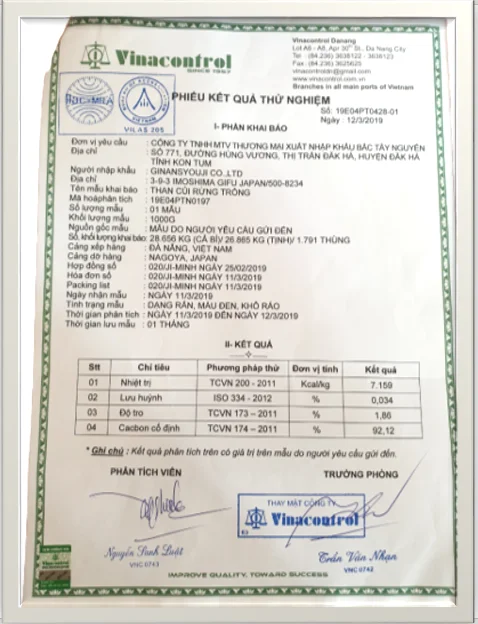 Vinacontrol
SINCE 1957
Vinacontrol Danang
Lot A6 - A8, Apr 30th St., Da Nang City
Tel : (84.236) 3638122 - 3638123
Fax : (84.236) 3625625
vinacontroldn@gmail.com
www.vinacontrol.com.vn
Branches in all main ports of Vietnam
ilac-MRA
VIETNAM
VILAS 205
PHIẾU KẾT QUẢ THỬ NGHIỆM
Số: 19E04PT0428-01
Ngày : 12/3/2019
I- PHẦN KHAI BÁO
Đơn vị yêu cầu : CÔNG TY TNHH MTV THƯƠNG MẠI XUẤT NHẬP KHẨU BẮC TÂY NGUYÊN
Địa chỉ : SỐ 771, ĐƯỜNG HÙNG VƯƠNG, THỊ TRẤN ĐĂK HÀ, HUYỆN ĐĂK HÀ
TỈNH KON TUM
Người nhập khẩu : GINANSYOUJI CO.,LTD
Địa chỉ : 3-9-3 IMOSHIMA GIFU JAPAN/500-8234
Tên mẫu khai báo : THAN CỦI RỪNG TRỒNG
Mã hoá phân tích : 19E04PTN0197
Số lượng mẫu : 01 MẪU
Khối lượng mẫu : 1000G
Nguồn gốc mẫu : MẪU DO NGƯỜI YÊU CẦU GỬI ĐẾN
Số, khối lượng khai báo: 28.656 KG (CẢ BÌ)/ 26.865 KG (TỊNH)/ 1.791 THÙNG
Cảng xếp hàng : ĐÀ NẴNG, VIỆT NAM
Cảng dỡ hàng : NAGOYA, JAPAN
Hợp đồng số : 020/JI-MINH NGÀY 25/02/2019
Hóa đơn số : 020/JI-MINH NGÀY 11/3/2019
Packing list : 020/JI-MINH NGÀY 11/3/2019
Ngày nhận mẫu : NGÀY 11/3/2019
Tình trạng mẫu : DẠNG RẮN, MÀU ĐEN, KHÔ RÁO
Thời gian phân tích : NGÀY 11/3/2019 ĐẾN NGÀY 12/3/2019
Thời gian lưu mẫu : 01 THÁNG
II- KẾT QUẢ
Stt Chỉ tiêu Phương pháp thử Đơn vị tính Kết quả
01 Nhiệt trị TCVN 200 - 2011 Kcal/kg 7.159
02 Lưu huỳnh ISO 334 - 2012 % 0,034
03 Độ tro TCVN 173 – 2011 % 1,86
04 Cacbon cố định TCVN 174 – 2011 % 92,12
* Ghi chú : Kết quả phân tích trên có giá trị trên mẫu do người yêu cầu gửi đến.
PHÂN TÍCH VIÊN TRƯỞNG PHÒNG
THAY MẶT CÔNG TY
Vinacontrol
Nguyễn Sanh Luật
VNC 0743
Trần Văn Nhạn
VNC 0742
IMPROVE QUALITY, TOWARD SUCCESS